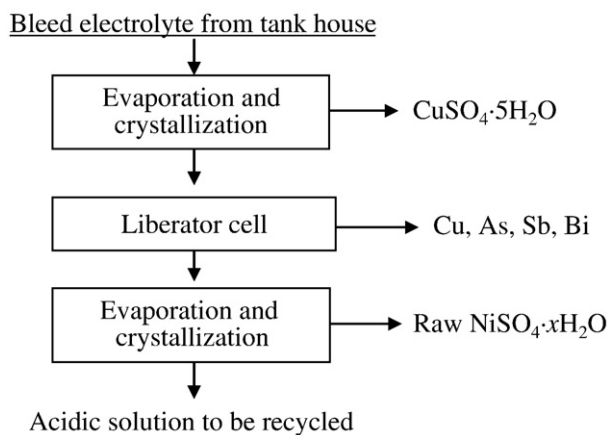 Bleed electrolyte from tank house
Evaporation and
crystallization
CuSO₄·5H₂O
Liberator cell
Cu, As, Sb, Bi
Evaporation and
crystallization
Raw NiSO₄·xH₂O
Acidic solution to be recycled